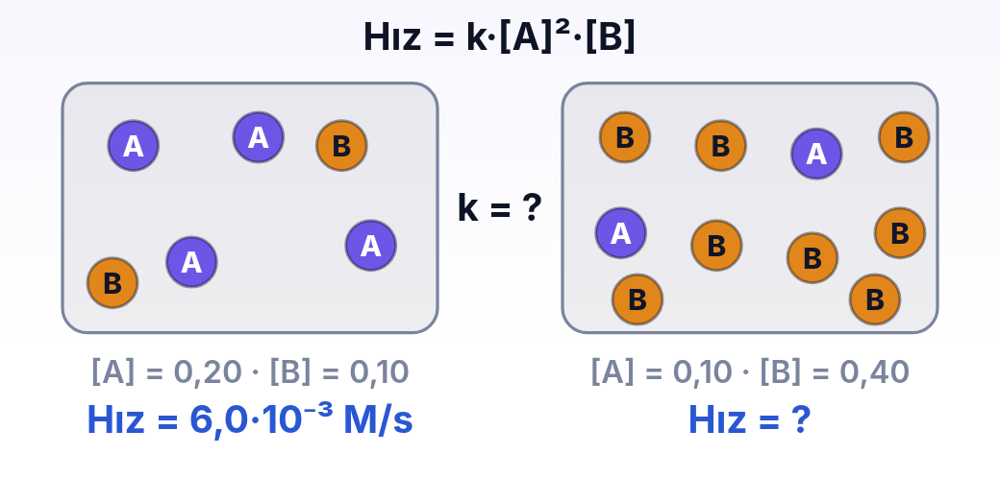 Hız = k·[A]²·[B]
A A B
A
A
B
k = ?
B B A B
A B B B
B B
[A] = 0,20 · [B] = 0,10
Hız = 6,0·10⁻³ M/s
[A] = 0,10 · [B] = 0,40
Hız = ?